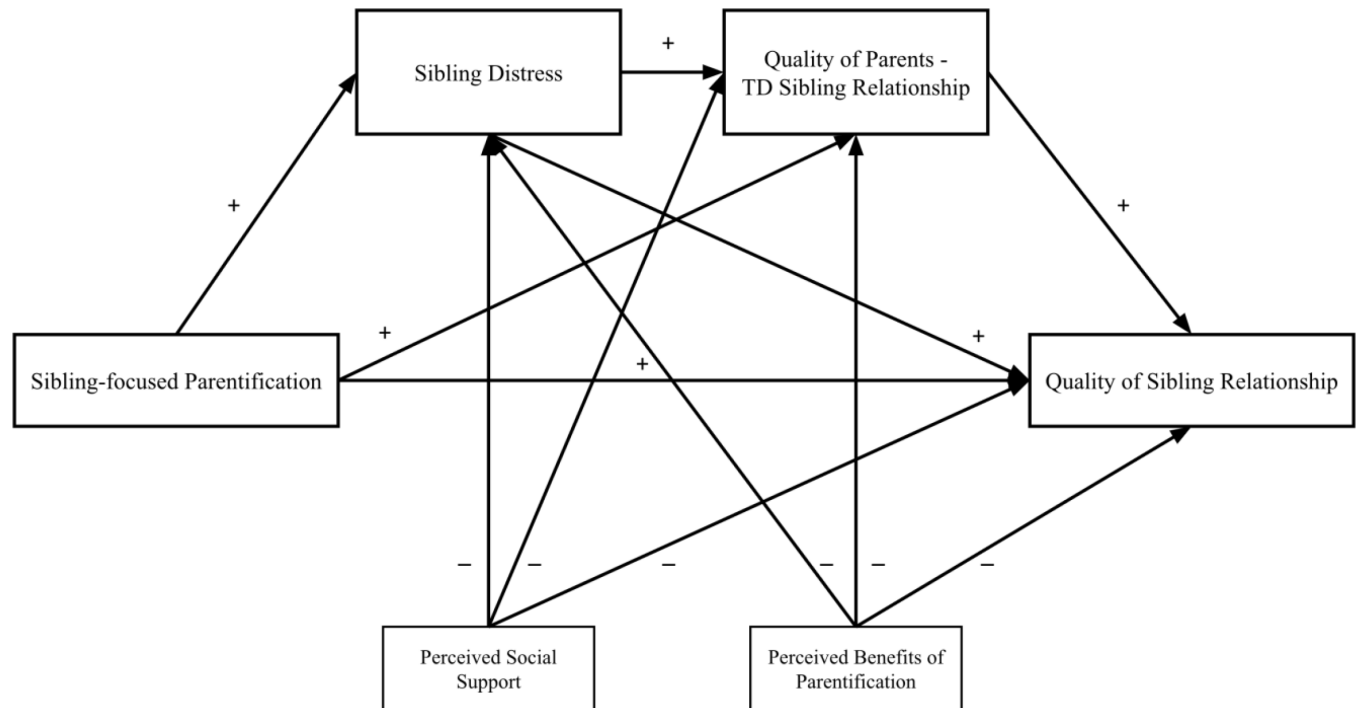 +
Sibling Distress
Quality of Parents -
TD Sibling Relationship
+
+
+
+
+
Sibling-focused Parentification
Quality of Sibling Relationship
–
–
–
–
–
–
Perceived Social
Support
Perceived Benefits of
Parentification